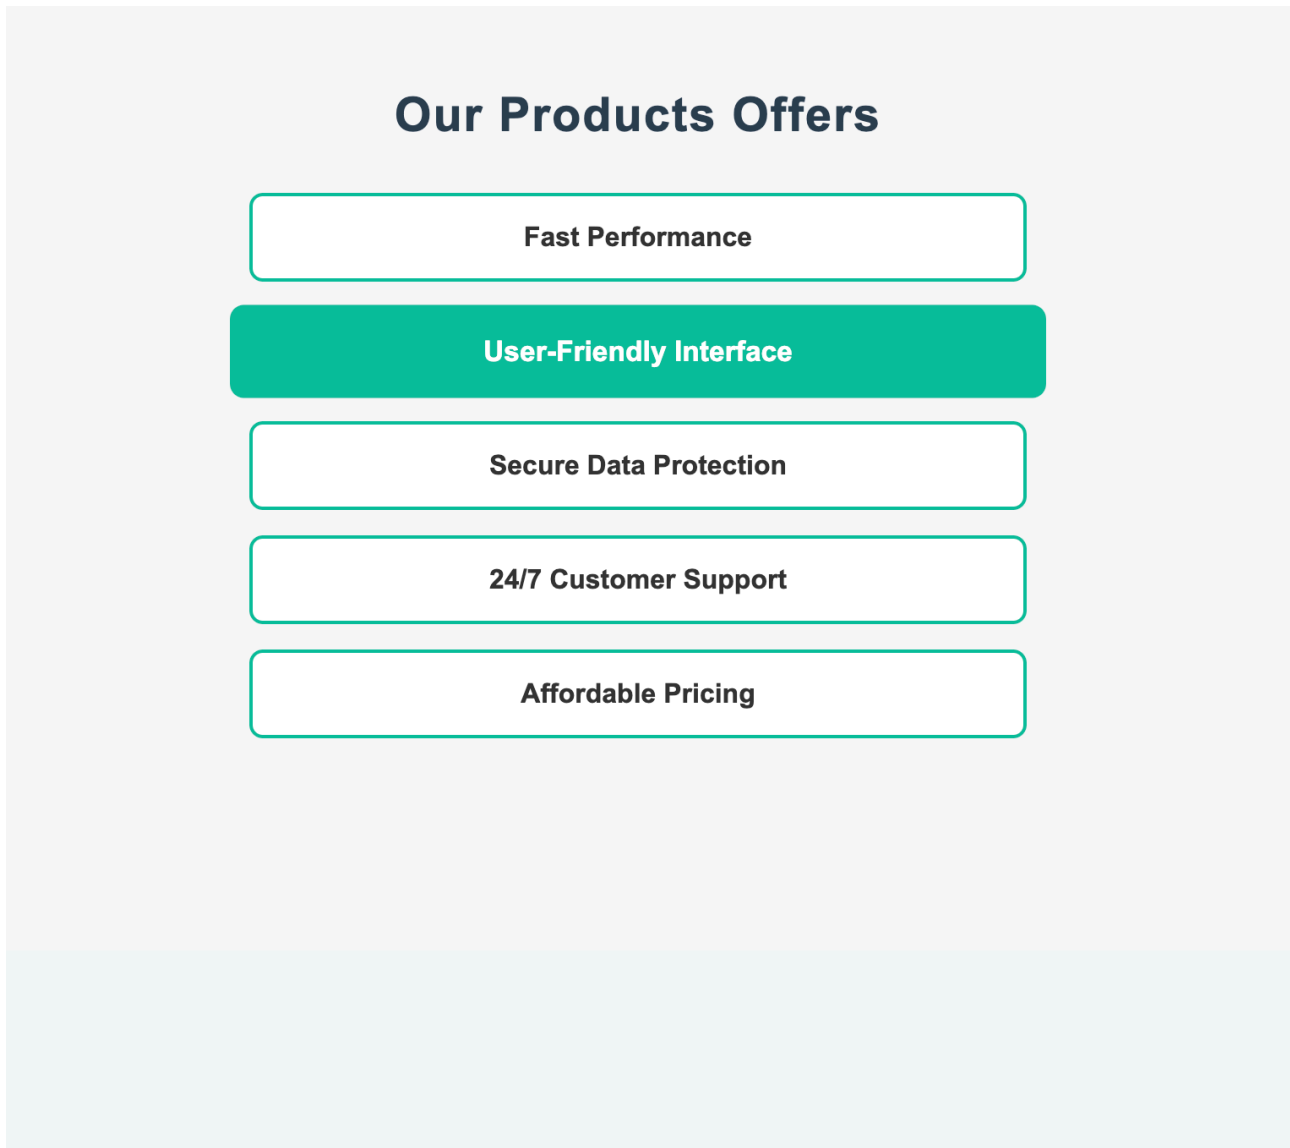 Our Products Offers
Fast Performance
User-Friendly Interface
Secure Data Protection
24/7 Customer Support
Affordable Pricing